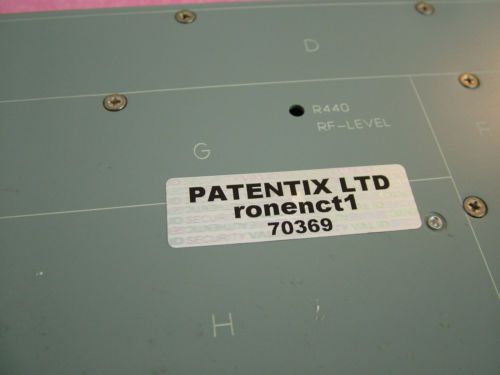 D
R440
RF-LEVEL
F
G
PATENTIX LTD
ronenct1
70369
H